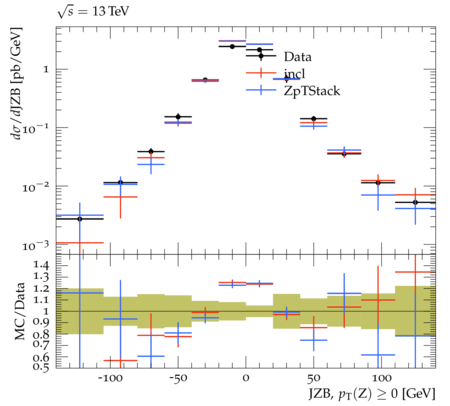 √s = 13 TeV
dσ/dJZB [pb/GeV]
1
10⁻¹
10⁻²
10⁻³
Data
incl
ZpTStack
MC/Data
1.4
1.3
1.2
1.1
1
0.9
0.8
0.7
0.6
0.5
-100 -50 0 50 100
JZB, p_T(Z) ≥ 0 [GeV]